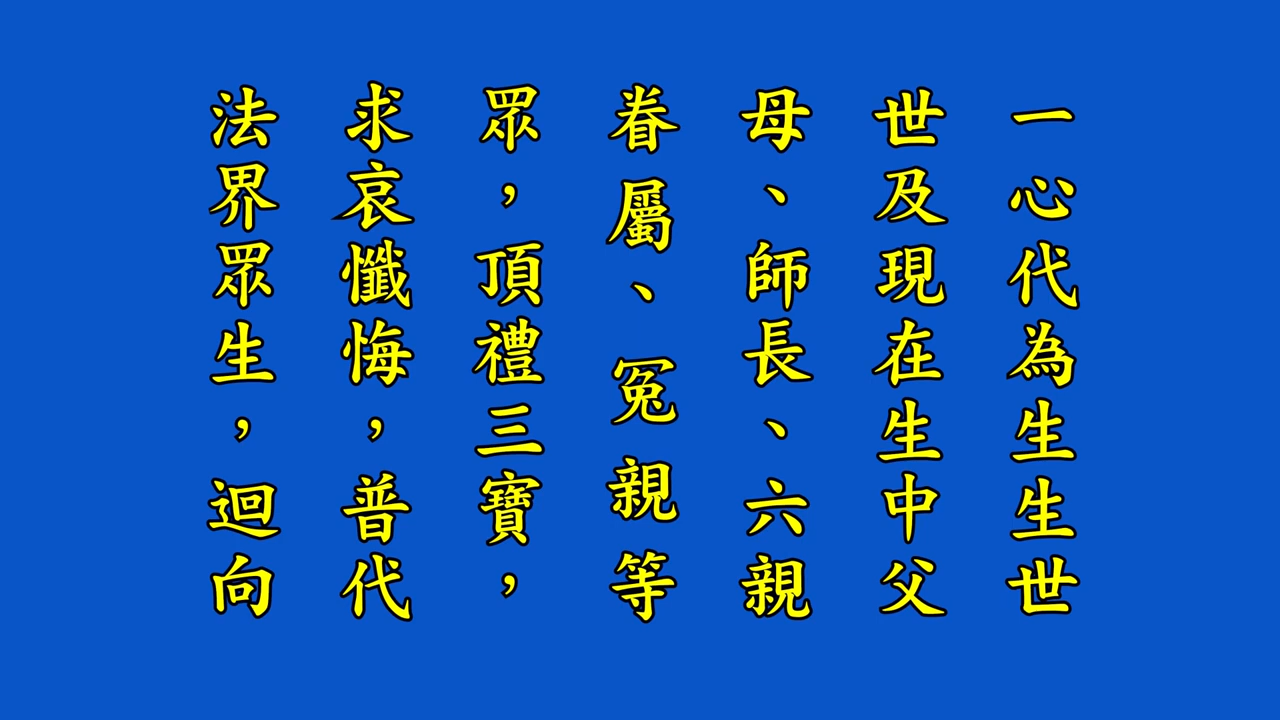 一心代為生生世
世及現在生中父
母、師長、六親
眷屬、冤親等
眾，頂禮三寶，
求哀懺悔，普代
法界眾生，迴向